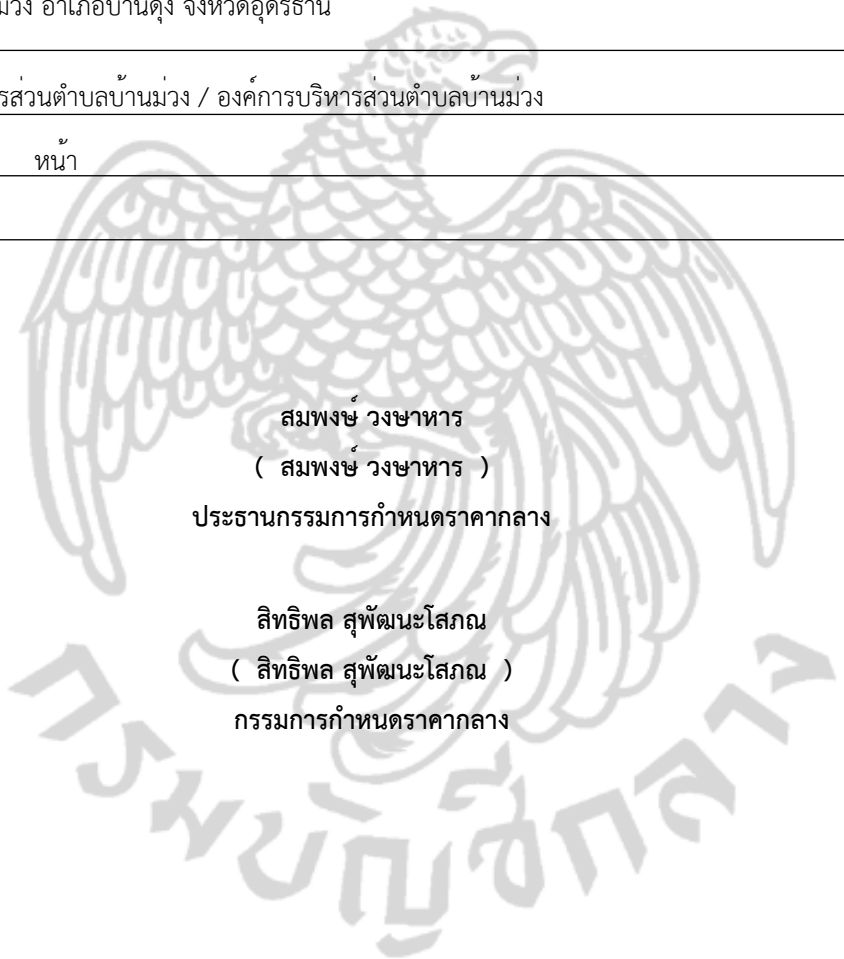 อำเภอบ้านดุง จังหวัดอุดรธานี
องค์การบริหารส่วนตำบลบ้านม่วง / องค์การบริหารส่วนตำบลบ้านม่วง
หน้า
สมพงษ์ วงษาหาร
( สมพงษ์ วงษาหาร )
ประธานกรรมการกำหนดราคากลาง
สิทธิพล สุพัฒนะโสภณ
( สิทธิพล สุพัฒนะโสภณ )
กรรมการกำหนดราคากลาง
กรมบัญชีกลาง